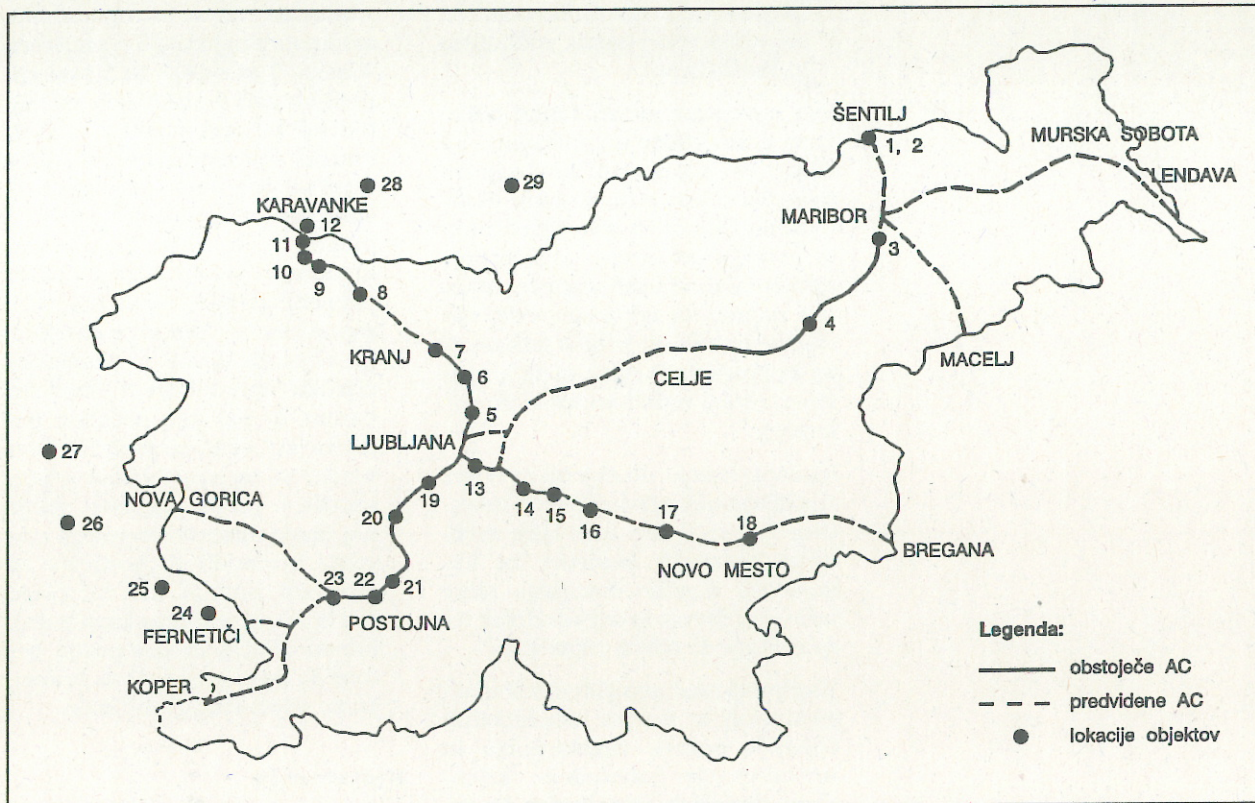 ŠENTILJ
1, 2
MURSKA SOBOTA
LENDAVA
28
29
KARAVANKE
12
11
10
9
8
MARIBOR
3
4
MACELJ
KRANJ
7
6
CELJE
5
LJUBLJANA
27
13
NOVA GORICA
19
14
15
16
26
20
17
18
BREGANA
NOVO MESTO
25
24
23
22
21
POSTOJNA
FERNETIČI
KOPER
Legenda:
obstoječe AC
predvidene AC
lokacije objektov